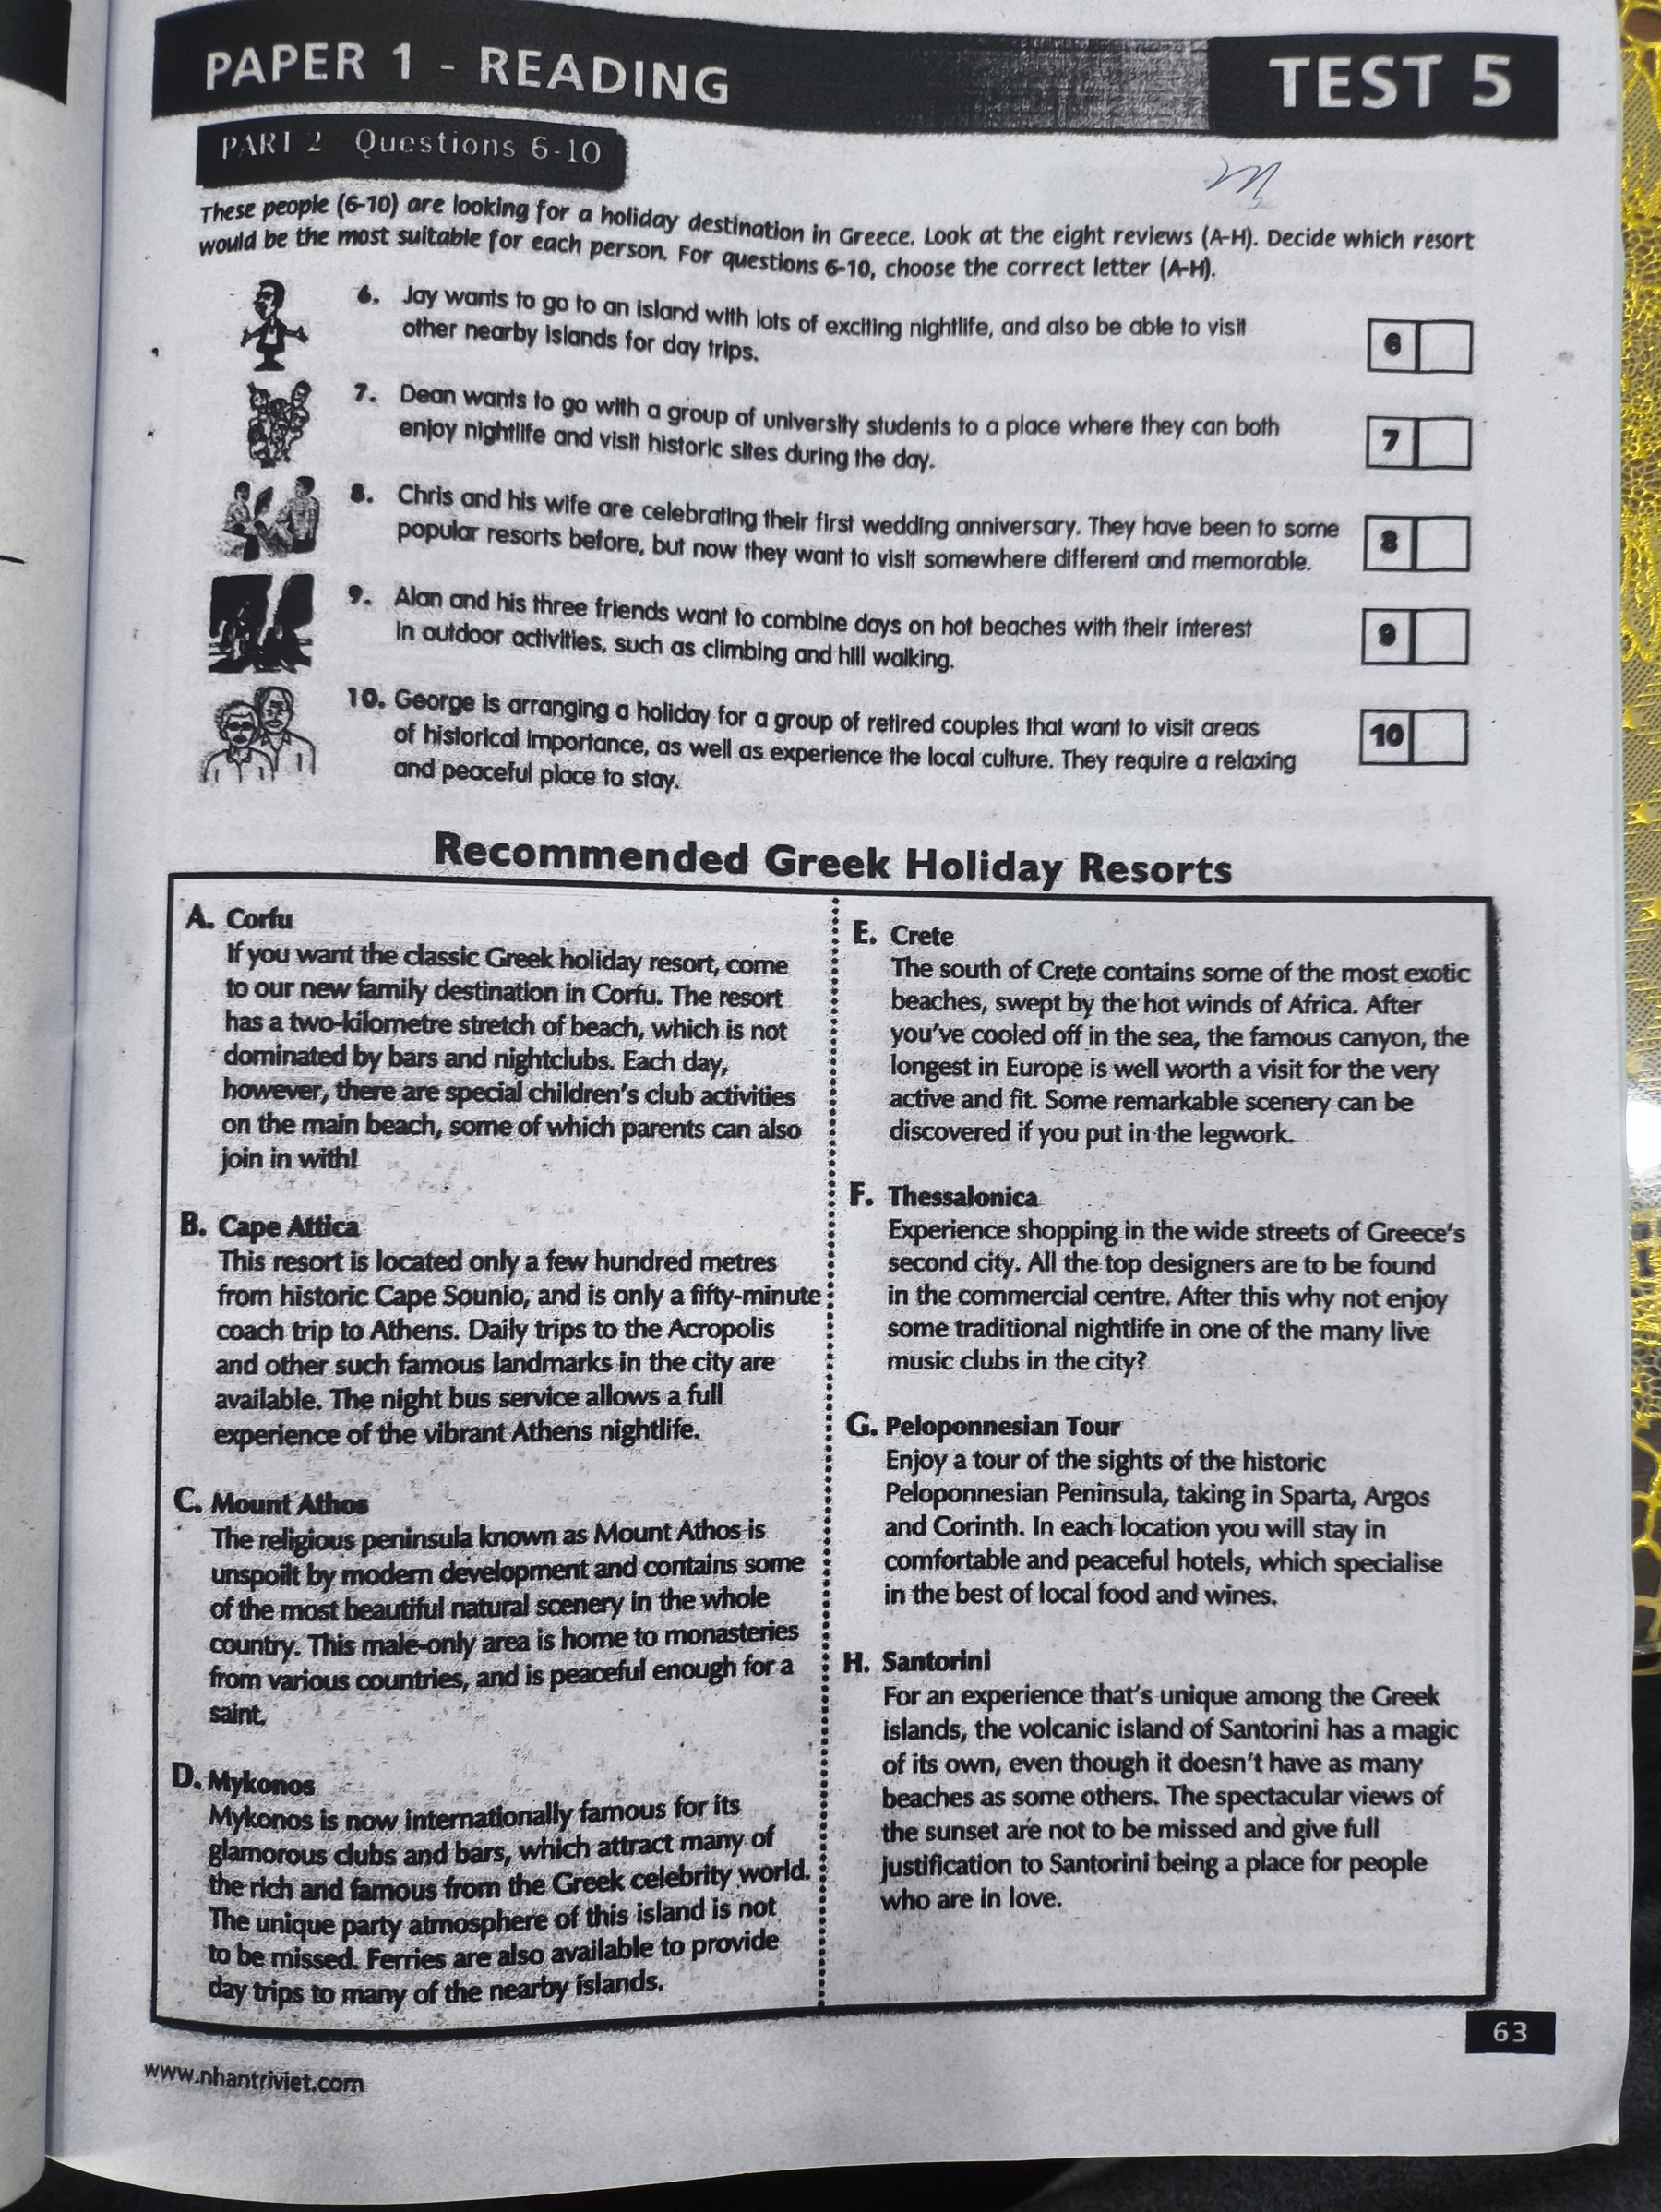 PAPER 1 - READING
TEST 5
PART 2 Questions 6-10
These people (6-10) are looking for a holiday destination in Greece. Look at the eight reviews (A-H). Decide which resort
would be the most suitable for each person. For questions 6-10, choose the correct letter (A-H).
6. Jay wants to go to an island with lots of exciting nightlife, and also be able to visit
other nearby islands for day trips.
6
7. Dean wants to go with a group of university students to a place where they can both
enjoy nightlife and visit historic sites during the day.
7
8. Chris and his wife are celebrating their first wedding anniversary. They have been to some
popular resorts before, but now they want to visit somewhere different and memorable.
8
9. Alan and his three friends want to combine days on hot beaches with their interest
in outdoor activities, such as climbing and hill walking.
9
10. George is arranging a holiday for a group of retired couples that want to visit areas
of historical importance, as well as experience the local culture. They require a relaxing
and peaceful place to stay.
10
Recommended Greek Holiday Resorts
A. Corfu
If you want the classic Greek holiday resort, come
to our new family destination in Corfu. The resort
has a two-kilometre stretch of beach, which is not
dominated by bars and nightclubs. Each day,
however, there are special children's club activities
on the main beach, some of which parents can also
join in with!
B. Cape Attica
This resort is located only a few hundred metres
from historic Cape Sounio, and is only a fifty-minute
coach trip to Athens. Daily trips to the Acropolis
and other such famous landmarks in the city are
available. The night bus service allows a full
experience of the vibrant Athens nightlife.
C. Mount Athos
The religious peninsula known as Mount Athos is
unspoilt by modern development and contains some
of the most beautiful natural scenery in the whole
country. This male-only area is home to monasteries
from various countries, and is peaceful enough for a
saint.
D. Mykonos
Mykonos is now internationally famous for its
glamorous clubs and bars, which attract many of
the rich and famous from the Greek celebrity world.
The unique party atmosphere of this island is not
to be missed. Ferries are also available to provide
day trips to many of the nearby islands.
E. Crete
The south of Crete contains some of the most exotic
beaches, swept by the hot winds of Africa. After
you've cooled off in the sea, the famous canyon, the
longest in Europe is well worth a visit for the very
active and fit. Some remarkable scenery can be
discovered if you put in the legwork.
F. Thessalonica
Experience shopping in the wide streets of Greece's
second city. All the top designers are to be found
in the commercial centre. After this why not enjoy
some traditional nightlife in one of the many live
music clubs in the city?
G. Peloponnesian Tour
Enjoy a tour of the sights of the historic
Peloponnesian Peninsula, taking in Sparta, Argos
and Corinth. In each location you will stay in
comfortable and peaceful hotels, which specialise
in the best of local food and wines.
H. Santorini
For an experience that's unique among the Greek
islands, the volcanic island of Santorini has a magic
of its own, even though it doesn't have as many
beaches as some others. The spectacular views of
the sunset are not to be missed and give full
justification to Santorini being a place for people
who are in love.
63
www.nhantriviet.com